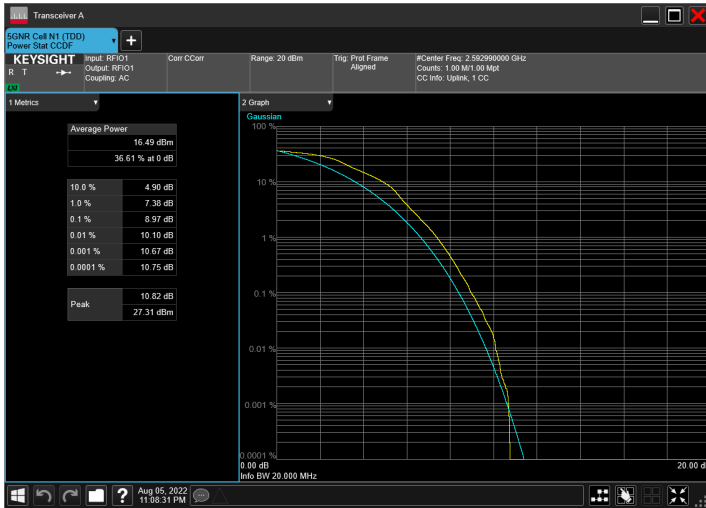 Transceiver A
5GNR Cell N1 (TDD)
Power Stat CCDF
KEYSIGHT
R T
LXI
Input: RFIO1
Output: RFIO1
Coupling: AC
Corr CCorr
Range: 20 dBm
Trig: Prot Frame
Aligned
#Center Freq: 2.592990000 GHz
Counts: 1.00 M/1.00 Mpt
CC Info: Uplink, 1 CC
1 Metrics
Average Power
16.49 dBm
36.61 % at 0 dB
10.0 % 4.90 dB
1.0 % 7.38 dB
0.1 % 8.97 dB
0.01 % 10.10 dB
0.001 % 10.67 dB
0.0001 % 10.75 dB
Peak
10.82 dB
27.31 dBm
2 Graph
Gaussian
100 %
10 %
1 %
0.1 %
0.01 %
0.001 %
0.0001 %
0.00 dB
20.00 d
Info BW 20.000 MHz
?
Aug 05, 2022
11:08:31 PM